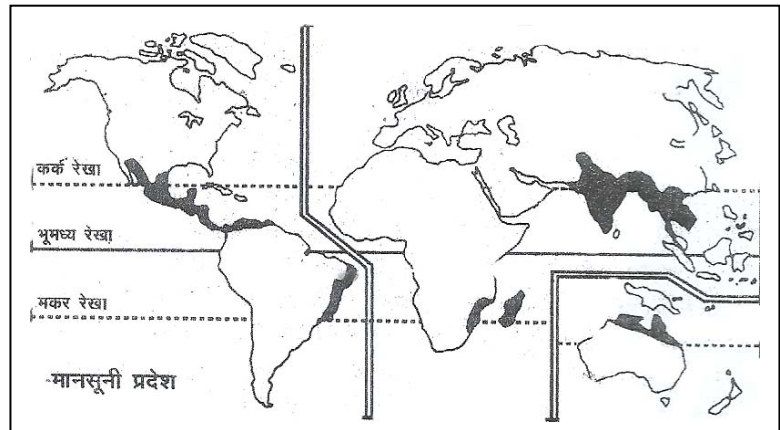 कर्क रेखा
भूमध्य रेखा
मकर रेखा
मानसूनी प्रदेश